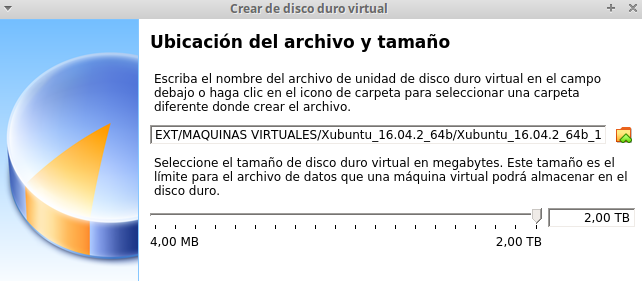 Crear de disco duro virtual
Ubicación del archivo y tamaño
Escriba el nombre del archivo de unidad de disco duro virtual en el campo
debajo o haga clic en el icono de carpeta para seleccionar una carpeta
diferente donde crear el archivo.
EXT/MAQUINAS VIRTUALES/Xubuntu_16.04.2_64b/Xubuntu_16.04.2_64b_1
Seleccione el tamaño de disco duro virtual en megabytes. Este tamaño es el
límite para el archivo de datos que una máquina virtual podrá almacenar en el
disco duro.
2,00 TB
4,00 MB 2,00 TB